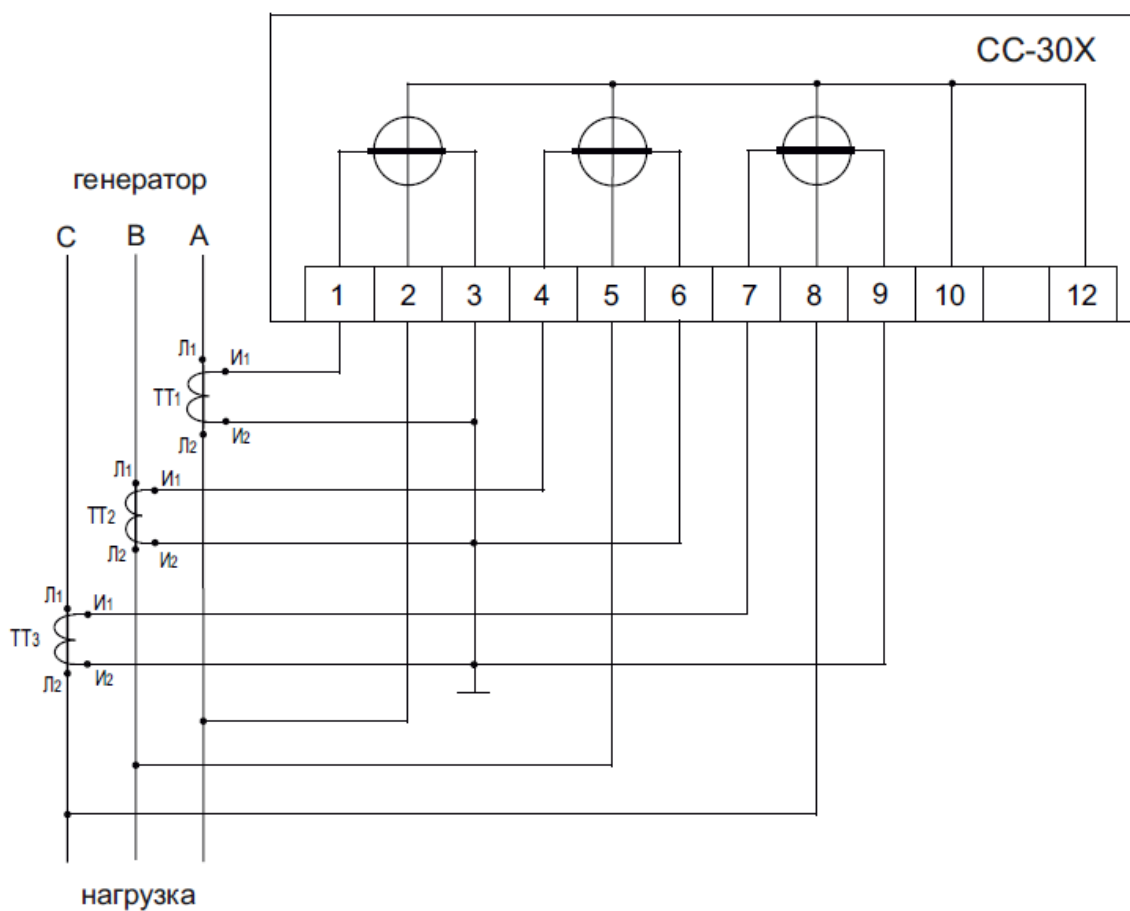 СС-30Х
генератор
С В А
1 2 3 4 5 6 7 8 9 10 12
Л1 И1
ТТ1
Л2 И2
Л1 И1
ТТ2
Л2 И2
Л1 И1
ТТ3
Л2 И2
нагрузка